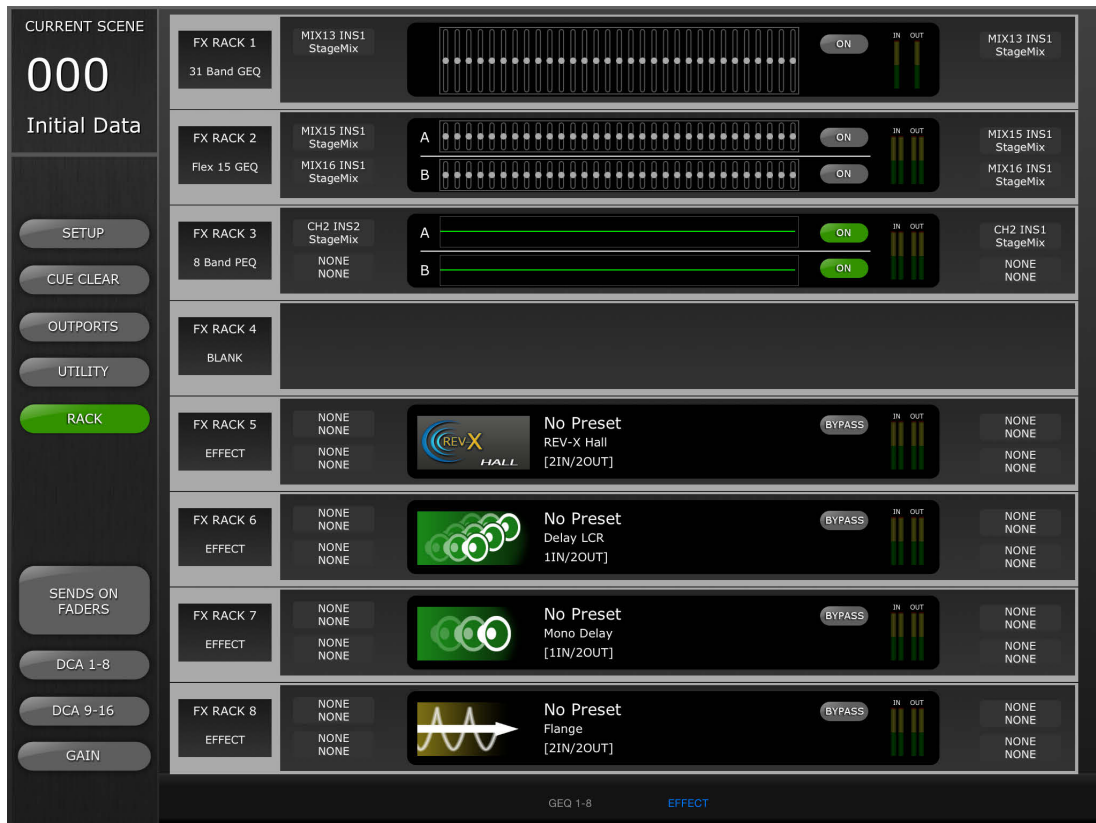 CURRENT SCENE
000
Initial Data
SETUP
CUE CLEAR
OUTPORTS
UTILITY
RACK
SENDS ON
FADERS
DCA 1-8
DCA 9-16
GAIN
FX RACK 1
31 Band GEQ
MIX13 INS1
StageMix
ON
IN OUT
MIX13 INS1
StageMix
FX RACK 2
Flex 15 GEQ
MIX15 INS1
StageMix
MIX16 INS1
StageMix
A
B
ON
ON
IN OUT
MIX15 INS1
StageMix
MIX16 INS1
StageMix
FX RACK 3
8 Band PEQ
CH2 INS2
StageMix
NONE
NONE
A
B
ON
ON
IN OUT
CH2 INS1
StageMix
NONE
NONE
FX RACK 4
BLANK
FX RACK 5
EFFECT
NONE
NONE
NONE
NONE
REV-X
HALL
No Preset
REV-X Hall
[2IN/2OUT]
BYPASS
IN OUT
NONE
NONE
NONE
NONE
FX RACK 6
EFFECT
NONE
NONE
NONE
NONE
No Preset
Delay LCR
1IN/2OUT]
BYPASS
IN OUT
NONE
NONE
NONE
NONE
FX RACK 7
EFFECT
NONE
NONE
NONE
NONE
No Preset
Mono Delay
[1IN/2OUT]
BYPASS
IN OUT
NONE
NONE
NONE
NONE
FX RACK 8
EFFECT
NONE
NONE
NONE
NONE
No Preset
Flange
[2IN/2OUT]
BYPASS
IN OUT
NONE
NONE
NONE
NONE
GEQ 1-8
EFFECT